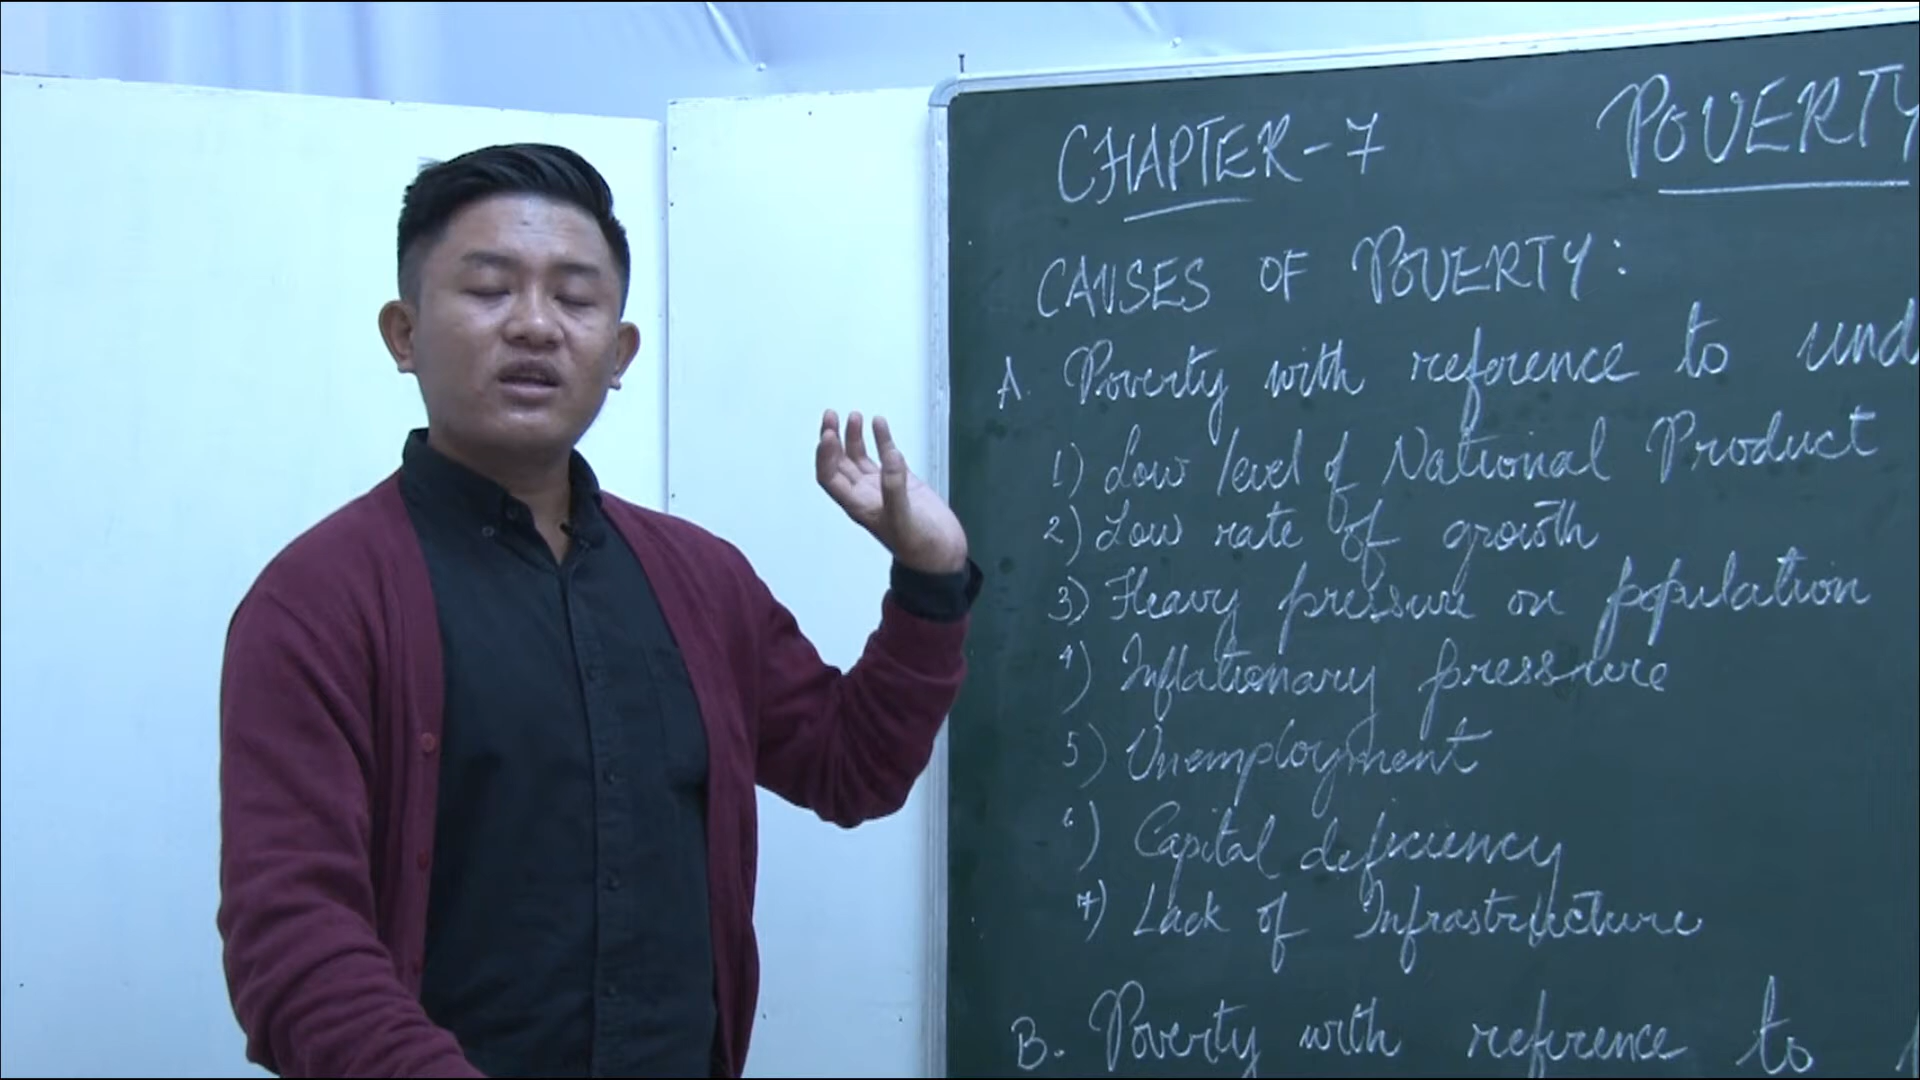 CHAPTER-7 POVERTY
CAUSES OF POVERTY:
A. Poverty with reference to und
1) Low level of National Product
2) Low rate of growth
3) Heavy pressure on population
4) Inflationary pressure
5) Unemployment
6) Capital deficiency
7) Lack of Infrastructure
B. Poverty with reference to